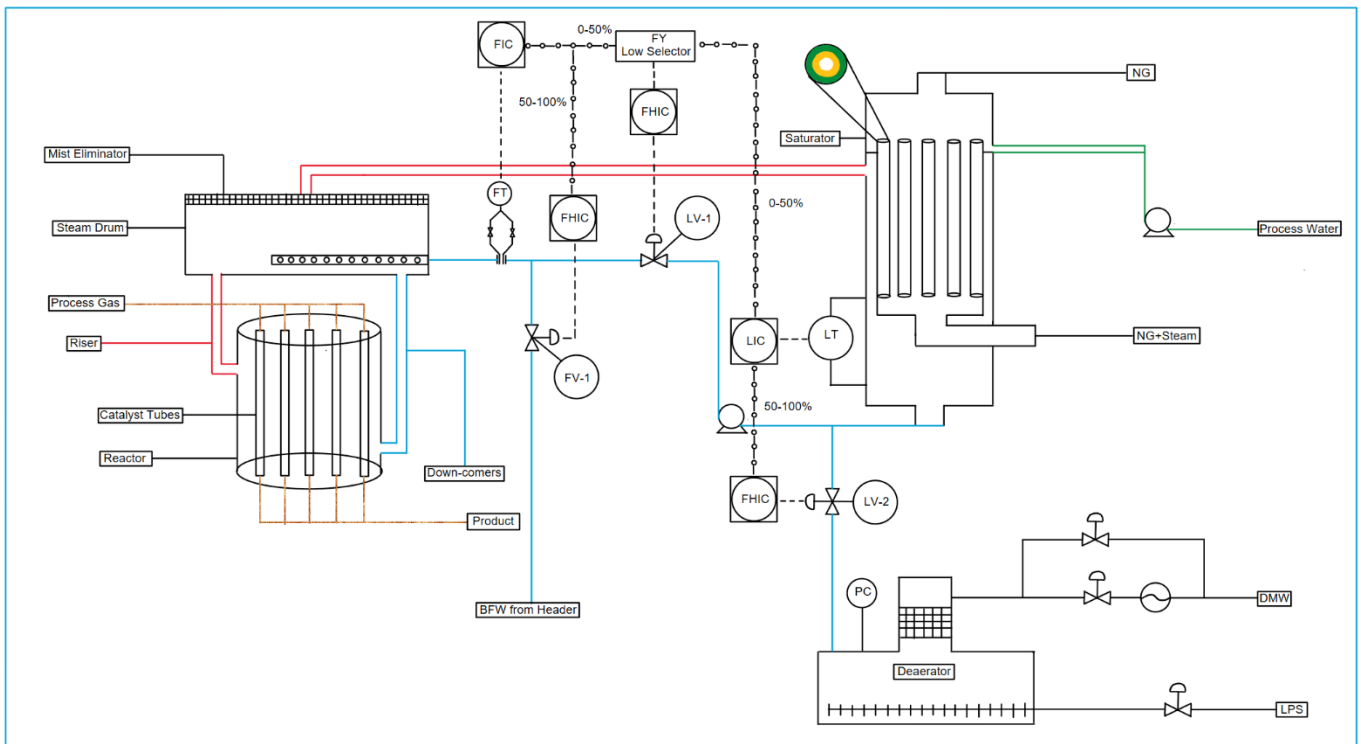 FIC
0-50%
FY
Low Selector
NG
50-100%
FHIC
Saturator
Mist Eliminator
FT
FHIC
LV-1
0-50%
Steam Drum
Process Water
Process Gas
Riser
LIC
LT
NG+Steam
FV-1
50-100%
Catalyst Tubes
Reactor
Down-comers
FHIC
LV-2
Product
PC
BFW from Header
DMW
Deaerator
LPS